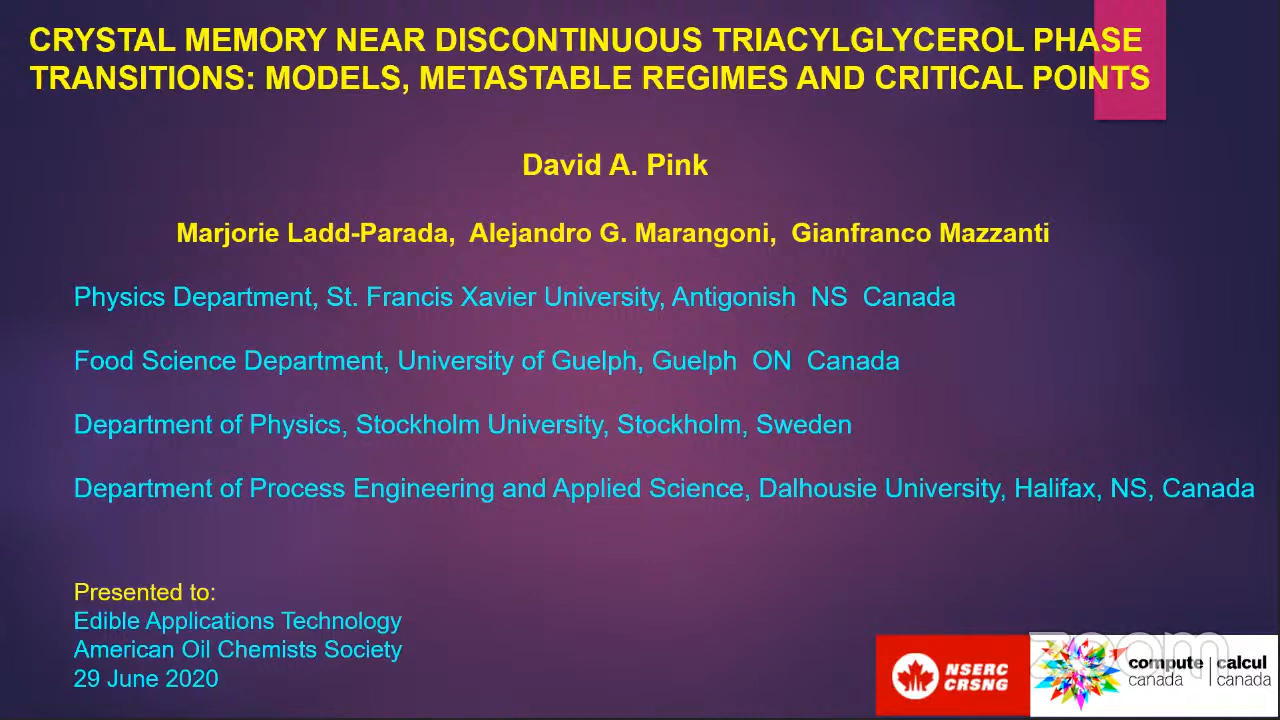 CRYSTAL MEMORY NEAR DISCONTINUOUS TRIACYLGLYCEROL PHASE
TRANSITIONS: MODELS, METASTABLE REGIMES AND CRITICAL POINTS
David A. Pink
Marjorie Ladd-Parada, Alejandro G. Marangoni, Gianfranco Mazzanti
Physics Department, St. Francis Xavier University, Antigonish NS Canada
Food Science Department, University of Guelph, Guelph ON Canada
Department of Physics, Stockholm University, Stockholm, Sweden
Department of Process Engineering and Applied Science, Dalhousie University, Halifax, NS, Canada
Presented to:
Edible Applications Technology
American Oil Chemists Society
29 June 2020
NSERC
CRSNG
zoom
compute | calcul
canada | canada